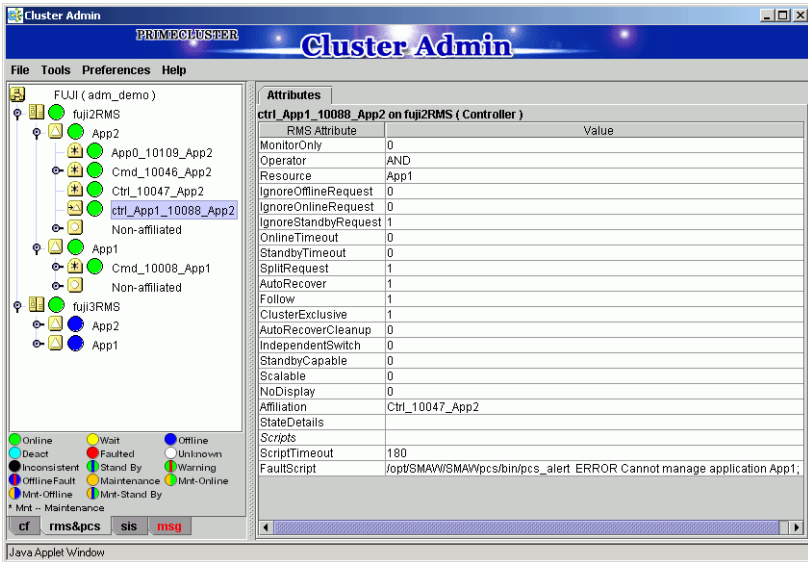 Cluster Admin
PRIMECLUSTER
Cluster Admin
File Tools Preferences Help
FUJI ( adm_demo )
fuji2RMS
App2
App0_10109_App2
Cmd_10046_App2
Ctrl_10047_App2
ctrl_App1_10088_App2
Non-affiliated
App1
Cmd_10008_App1
Non-affiliated
fuji3RMS
App2
App1
Online Wait Offline
Deact Faulted Unknown
Inconsistent Stand By Warning
OfflineFault Maintenance Mnt-Online
Mnt-Offline Mnt-Stand By
* Mnt -- Maintenance
cf rms&pcs sis msg
Attributes
ctrl_App1_10088_App2 on fuji2RMS ( Controller )
RMS Attribute Value
MonitorOnly 0
Operator AND
Resource App1
IgnoreOfflineRequest 0
IgnoreOnlineRequest 0
IgnoreStandbyRequest 1
OnlineTimeout 0
StandbyTimeout 0
SplitRequest 1
AutoRecover 1
Follow 1
ClusterExclusive 1
AutoRecoverCleanup 0
IndependentSwitch 0
StandbyCapable 0
Scalable 0
NoDisplay 0
Affiliation Ctrl_10047_App2
StateDetails
Scripts
ScriptTimeout 180
FaultScript /opt/SMAW/SMAWpcs/bin/pcs_alert ERROR Cannot manage application App1;
Java Applet Window